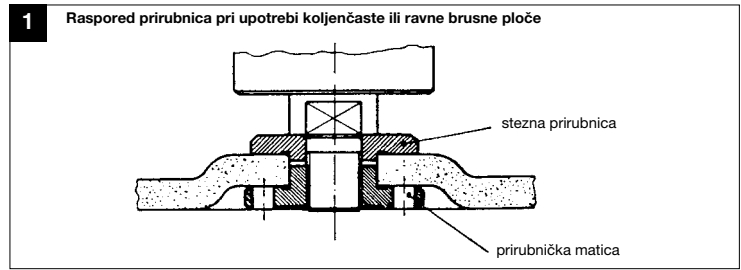 1
Raspored prirubnica pri upotrebi koljenčaste ili ravne brusne ploče
stezna prirubnica
prirubnička matica